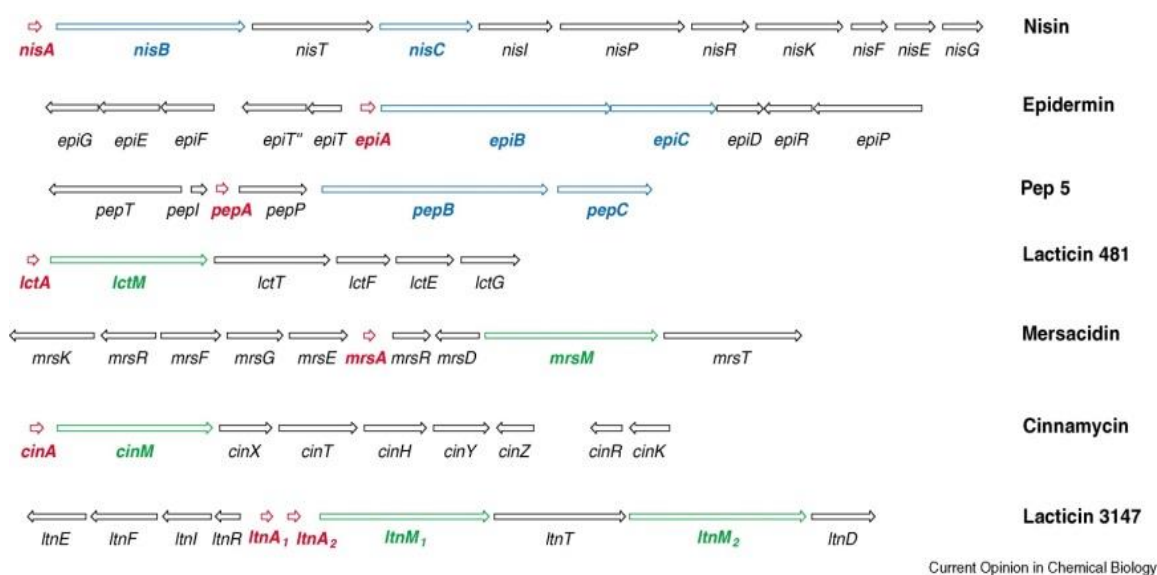 nisA nisB nisT nisC nisI nisP nisR nisK nisF nisE nisG Nisin
epiG epiE epiF epiT" epiT epiA epiB epiC epiD epiR epiP Epidermin
pepT pepI pepA pepP pepB pepC Pep 5
lctA lctM lctT lctF lctE lctG Lacticin 481
mrsK mrsR mrsF mrsG mrsE mrsA mrsR mrsD mrsM mrsT Mersacidin
cinA cinM cinX cinT cinH cinY cinZ cinR cinK Cinnamycin
ltnE ltnF ltnI ltnR ltnA1 ltnA2 ltnM1 ltnT ltnM2 ltnD Lacticin 3147
Current Opinion in Chemical Biology